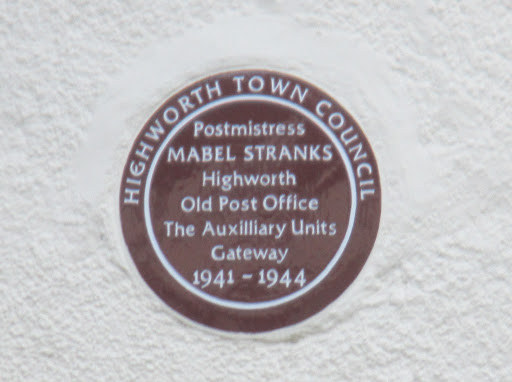 HIGHWORTH TOWN COUNCIL
Postmistress
MABEL STRANKS
Highworth
Old Post Office
The Auxilliary Units
Gateway
1941 - 1944